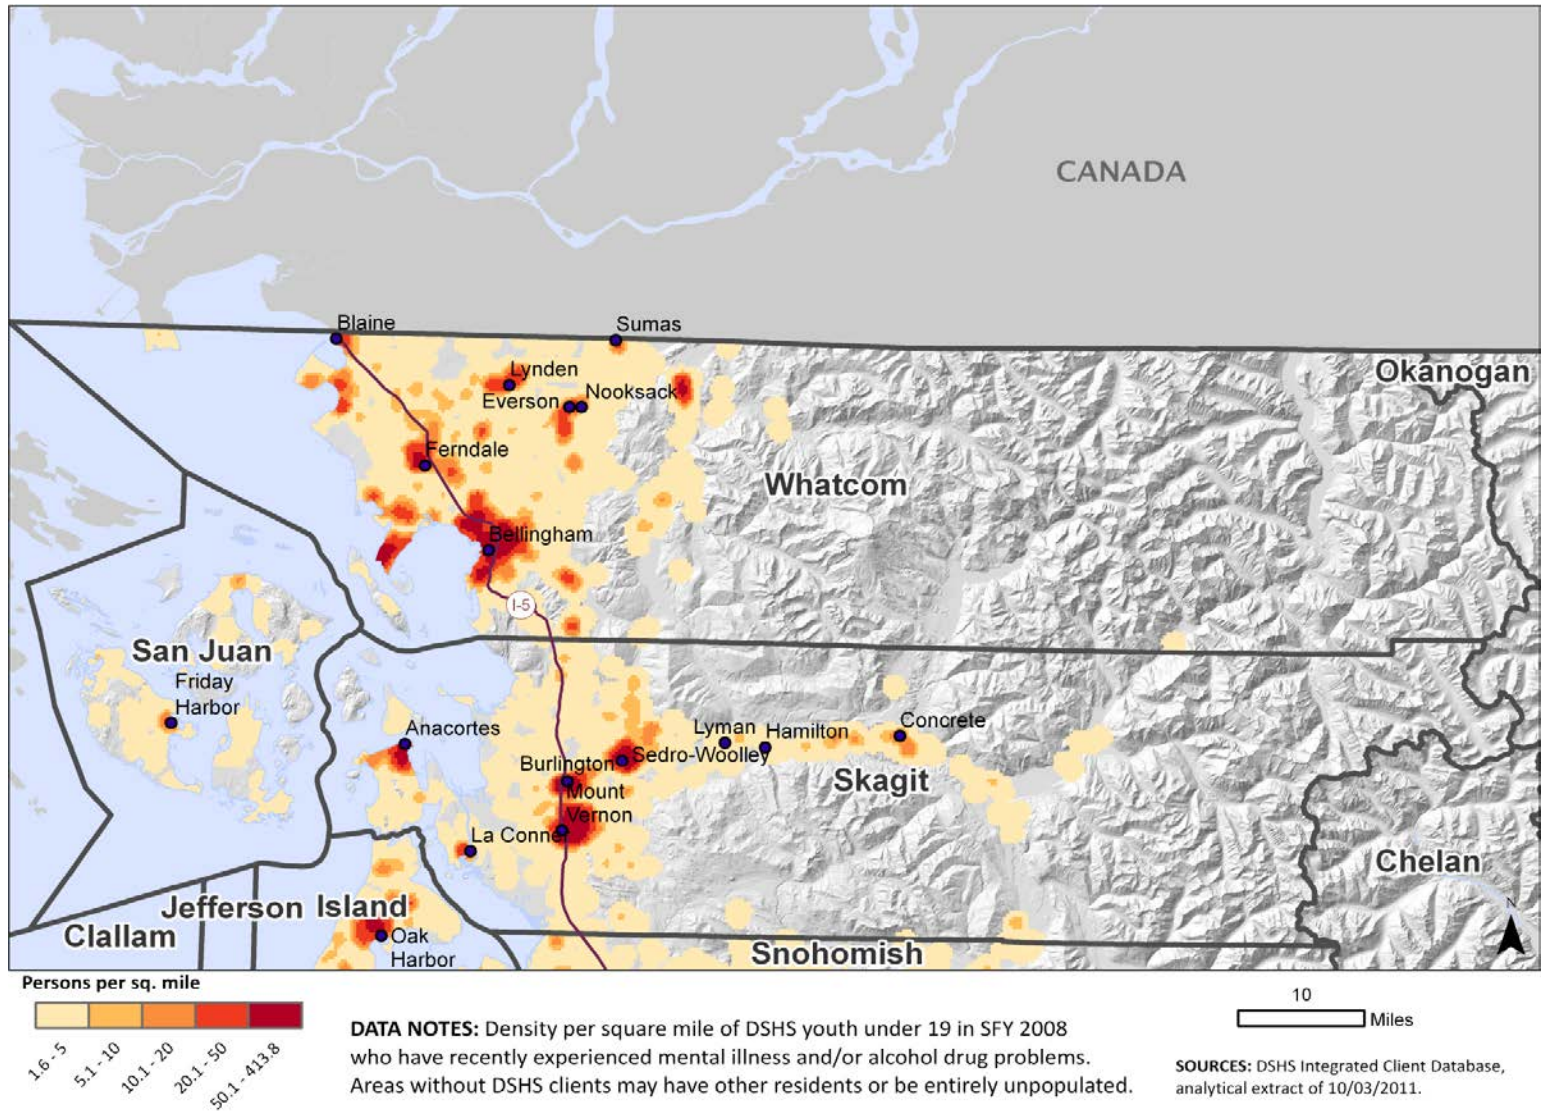 CANADA
Blaine
Sumas
Lynden
Everson
Nooksack
Okanogan
Ferndale
Whatcom
Bellingham
I-5
San Juan
Friday
Harbor
Anacortes
Lyman
Hamilton
Concrete
Burlington
Sedro-Woolley
Skagit
Mount
Vernon
La Conner
Chelan
Jefferson
Island
Clallam
Oak
Harbor
Snohomish
N
Persons per sq. mile
1.6 - 5
5.1 - 10
10.1 - 20
20.1 - 50
50.1 - 413.8
DATA NOTES: Density per square mile of DSHS youth under 19 in SFY 2008
who have recently experienced mental illness and/or alcohol drug problems.
Areas without DSHS clients may have other residents or be entirely unpopulated.
10
Miles
SOURCES: DSHS Integrated Client Database,
analytical extract of 10/03/2011.